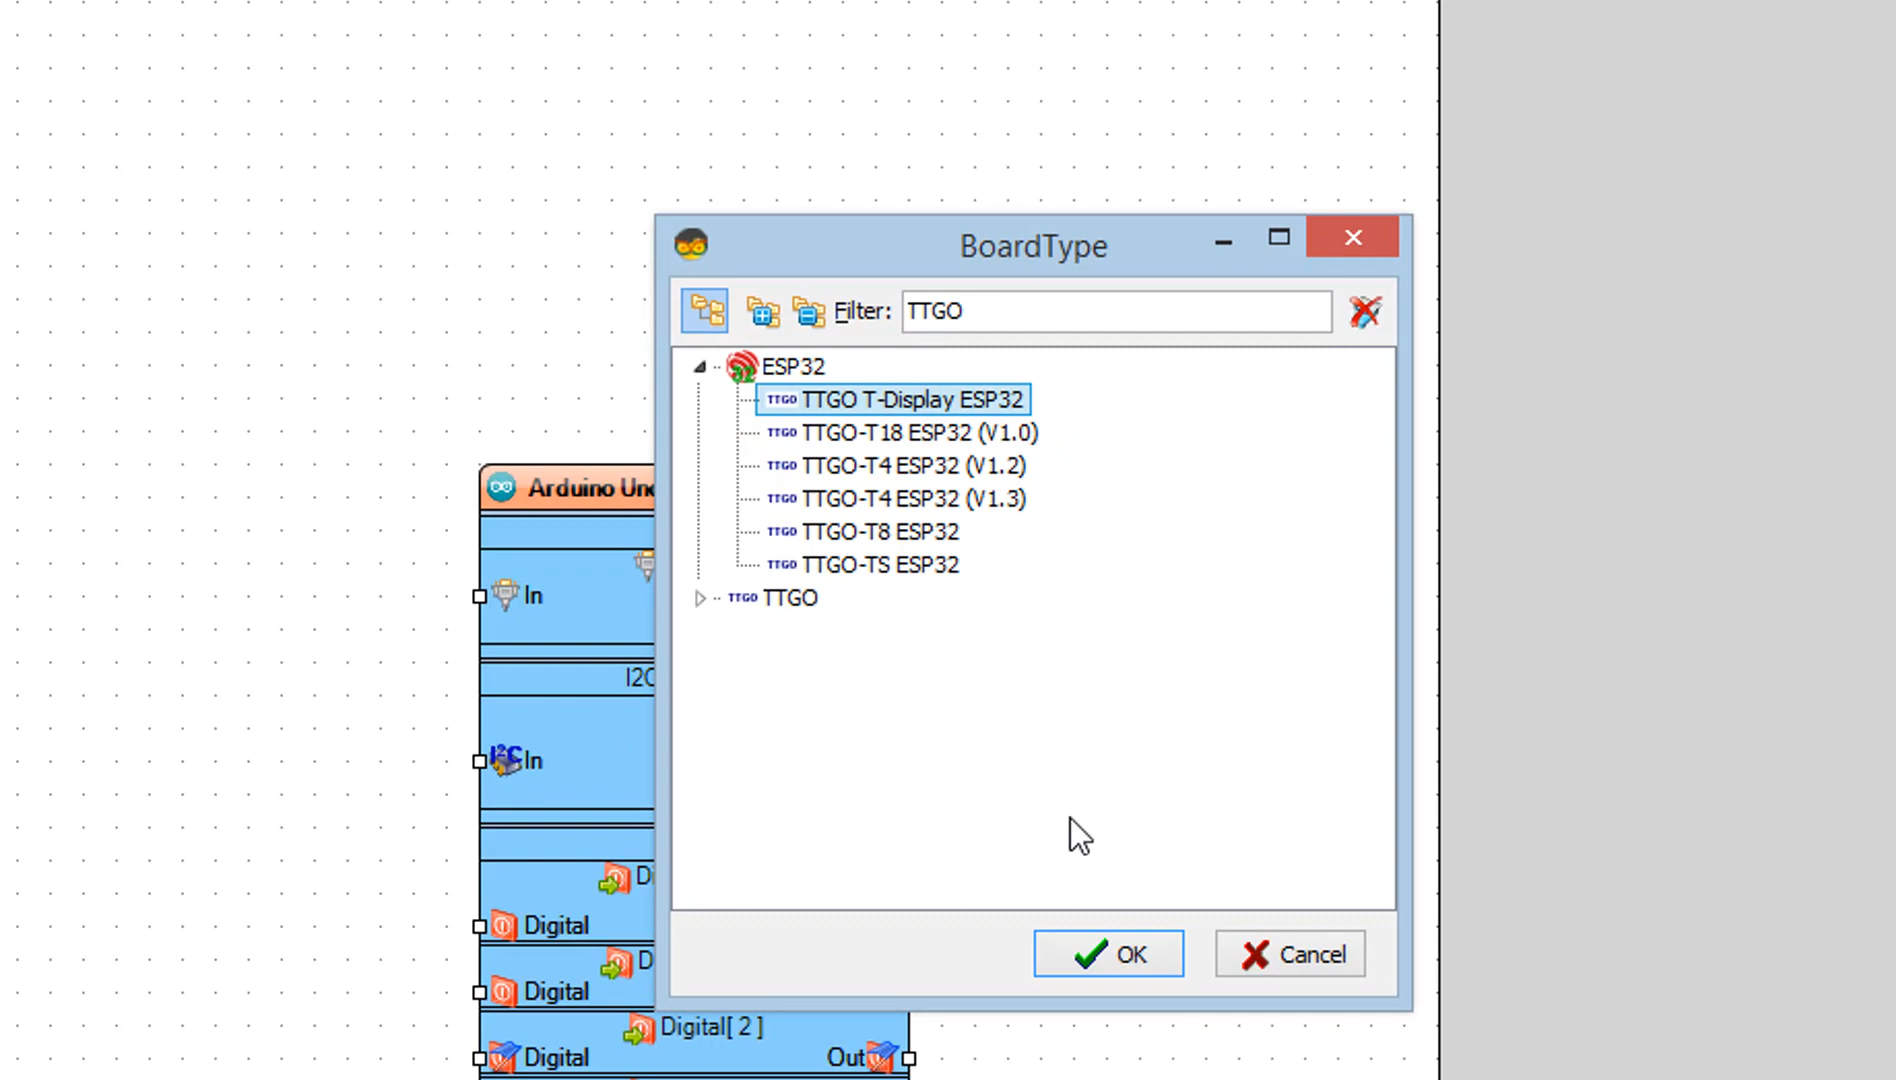 BoardType
Filter: TTGO
ESP32
TTGO TTGO T-Display ESP32
TTGO TTGO-T18 ESP32 (V1.0)
TTGO TTGO-T4 ESP32 (V1.2)
TTGO TTGO-T4 ESP32 (V1.3)
TTGO TTGO-T8 ESP32
TTGO TTGO-TS ESP32
TTGO TTGO
OK
Cancel
Arduino
In
I2C
I²C In
Digital
Digital
Digital[ 2 ]
Digital
Out